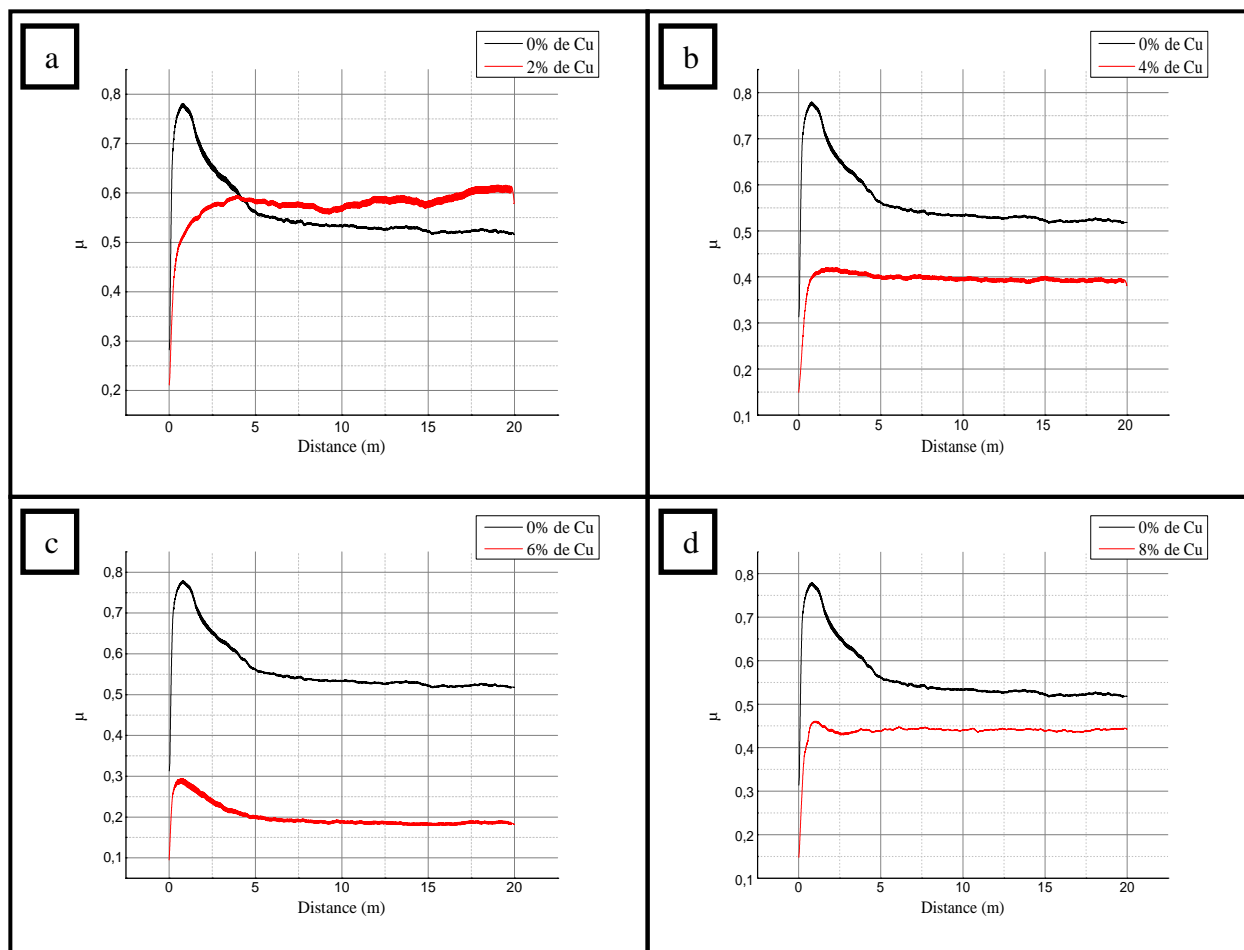 a
0% de Cu
2% de Cu
0,8
0,7
0,6
0,5
0,4
0,3
0,2
μ
0 5 10 15 20
Distance (m)
b
0% de Cu
4% de Cu
0,8
0,7
0,6
0,5
0,4
0,3
0,2
0,1
μ
0 5 10 15 20
Distanse (m)
c
0% de Cu
6% de Cu
0,8
0,7
0,6
0,5
0,4
0,3
0,2
0,1
μ
0 5 10 15 20
Distance (m)
d
0% de Cu
8% de Cu
0,8
0,7
0,6
0,5
0,4
0,3
0,2
0,1
μ
0 5 10 15 20
Distance (m)